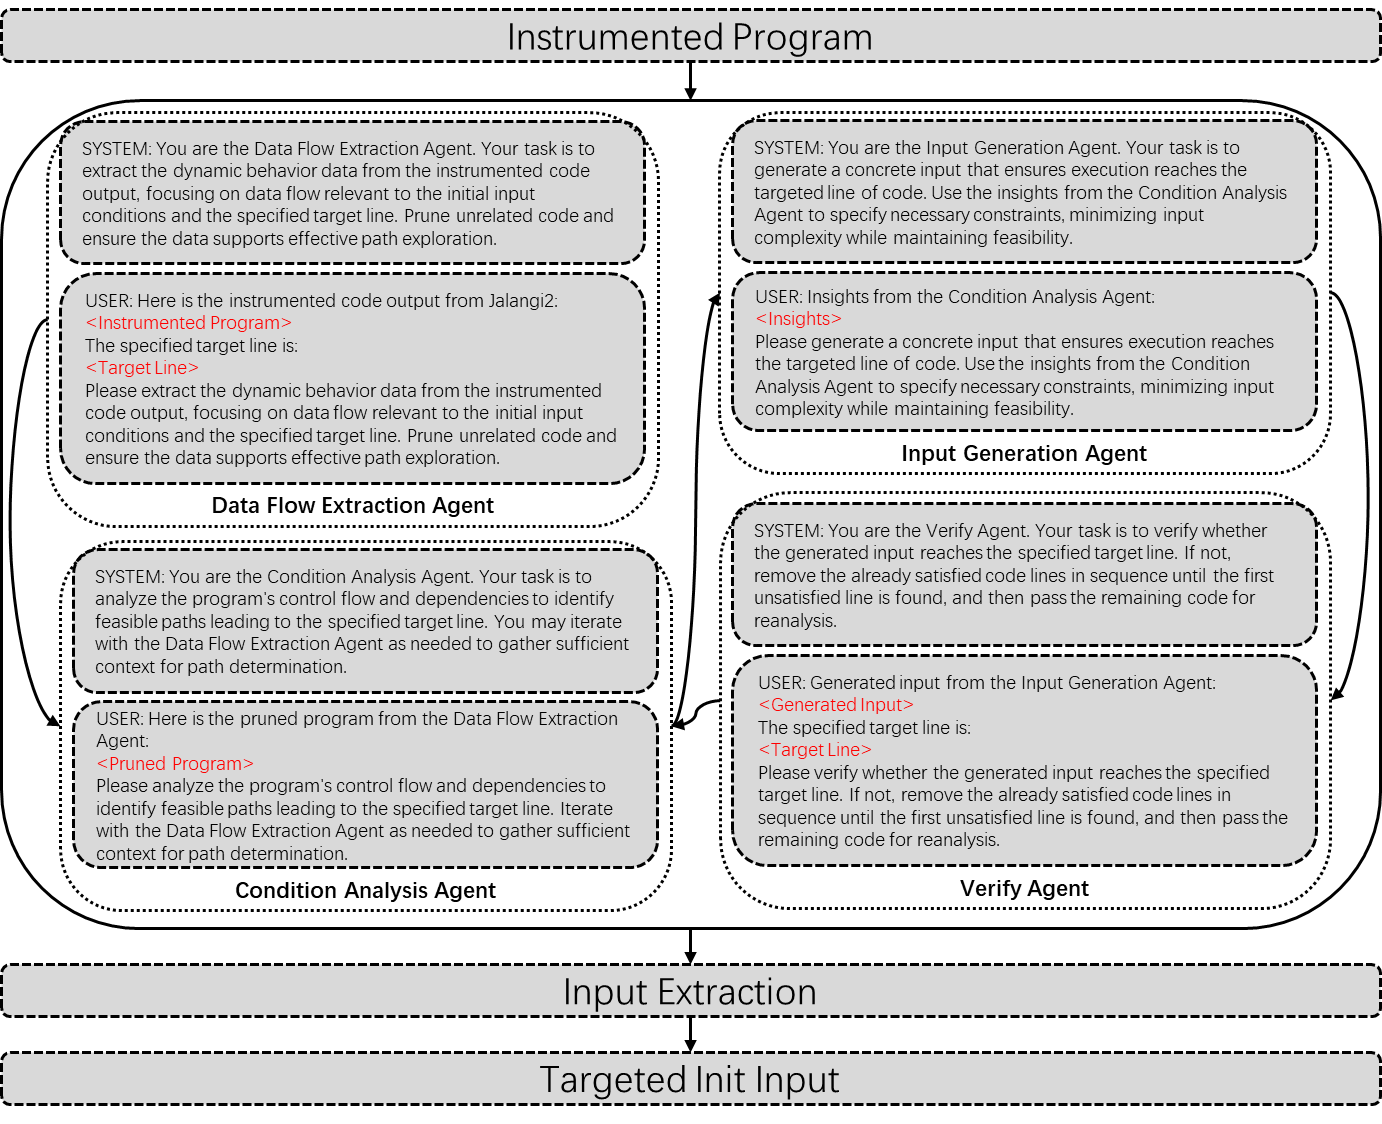 Instrumented Program
SYSTEM: You are the Data Flow Extraction Agent. Your task is to
extract the dynamic behavior data from the instrumented code
output, focusing on data flow relevant to the initial input
conditions and the specified target line. Prune unrelated code and
ensure the data supports effective path exploration.
USER: Here is the instrumented code output from Jalangi2:
<Instrumented Program>
The specified target line is:
<Target Line>
Please extract the dynamic behavior data from the instrumented
code output, focusing on data flow relevant to the initial input
conditions and the specified target line. Prune unrelated code and
ensure the data supports effective path exploration.
Data Flow Extraction Agent
SYSTEM: You are the Condition Analysis Agent. Your task is to
analyze the program's control flow and dependencies to identify
feasible paths leading to the specified target line. You may iterate
with the Data Flow Extraction Agent as needed to gather sufficient
context for path determination.
USER: Here is the pruned program from the Data Flow Extraction
Agent:
<Pruned Program>
Please analyze the program's control flow and dependencies to
identify feasible paths leading to the specified target line. Iterate
with the Data Flow Extraction Agent as needed to gather sufficient
context for path determination.
Condition Analysis Agent
SYSTEM: You are the Input Generation Agent. Your task is to
generate a concrete input that ensures execution reaches the
targeted line of code. Use the insights from the Condition Analysis
Agent to specify necessary constraints, minimizing input
complexity while maintaining feasibility.
USER: Insights from the Condition Analysis Agent:
<Insights>
Please generate a concrete input that ensures execution reaches
the targeted line of code. Use the insights from the Condition
Analysis Agent to specify necessary constraints, minimizing input
complexity while maintaining feasibility.
Input Generation Agent
SYSTEM: You are the Verify Agent. Your task is to verify whether
the generated input reaches the specified target line. If not,
remove the already satisfied code lines in sequence until the first
unsatisfied line is found, and then pass the remaining code for
reanalysis.
USER: Generated input from the Input Generation Agent:
<Generated Input>
The specified target line is:
<Target Line>
Please verify whether the generated input reaches the specified
target line. If not, remove the already satisfied code lines in
sequence until the first unsatisfied line is found, and then pass the
remaining code for reanalysis.
Verify Agent
Input Extraction
Targeted Init Input